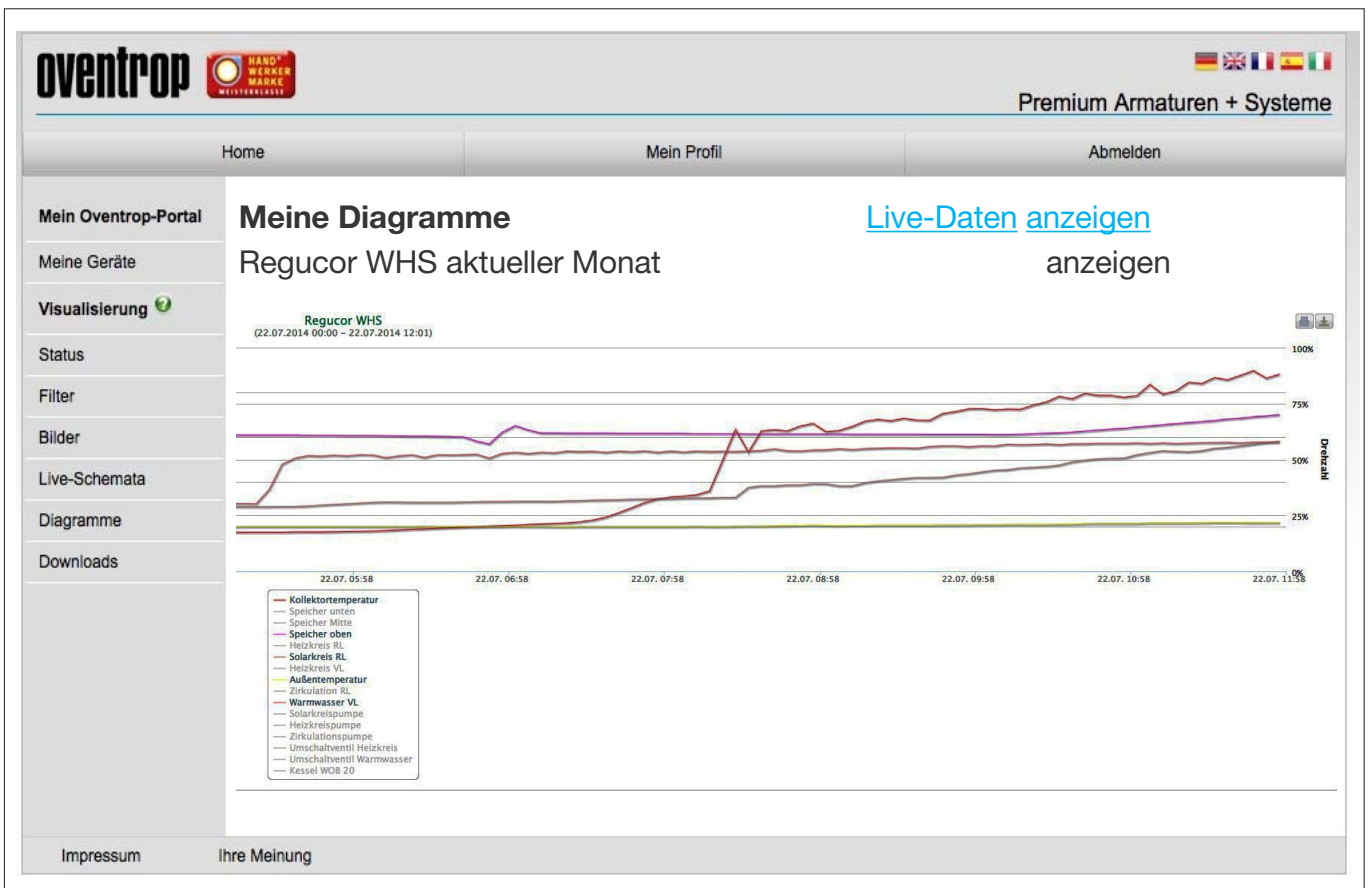 oventrop
HAND'
WERKER
MARKE
MEISTERKLASSE
Premium Armaturen + Systeme
Home Mein Profil Abmelden
Mein Oventrop-Portal
Meine Geräte
Visualisierung
Status
Filter
Bilder
Live-Schemata
Diagramme
Downloads
Meine Diagramme Live-Daten anzeigen
Regucor WHS aktueller Monat anzeigen
Regucor WHS
(22.07.2014 00:00 – 22.07.2014 12:01)
100%
75%
50%
25%
0%
Drehzahl
22.07. 05:58 22.07. 06:58 22.07. 07:58 22.07. 08:58 22.07. 09:58 22.07. 10:58 22.07. 11:58
Kollektortemperatur
Speicher unten
Speicher Mitte
Speicher oben
Heizkreis RL
Solarkreis RL
Heizkreis VL
Außentemperatur
Zirkulation RL
Warmwasser VL
Solarkreispumpe
Heizkreispumpe
Zirkulationspumpe
Umschaltventil Heizkreis
Umschaltventil Warmwasser
Kessel WOB 20
Impressum Ihre Meinung